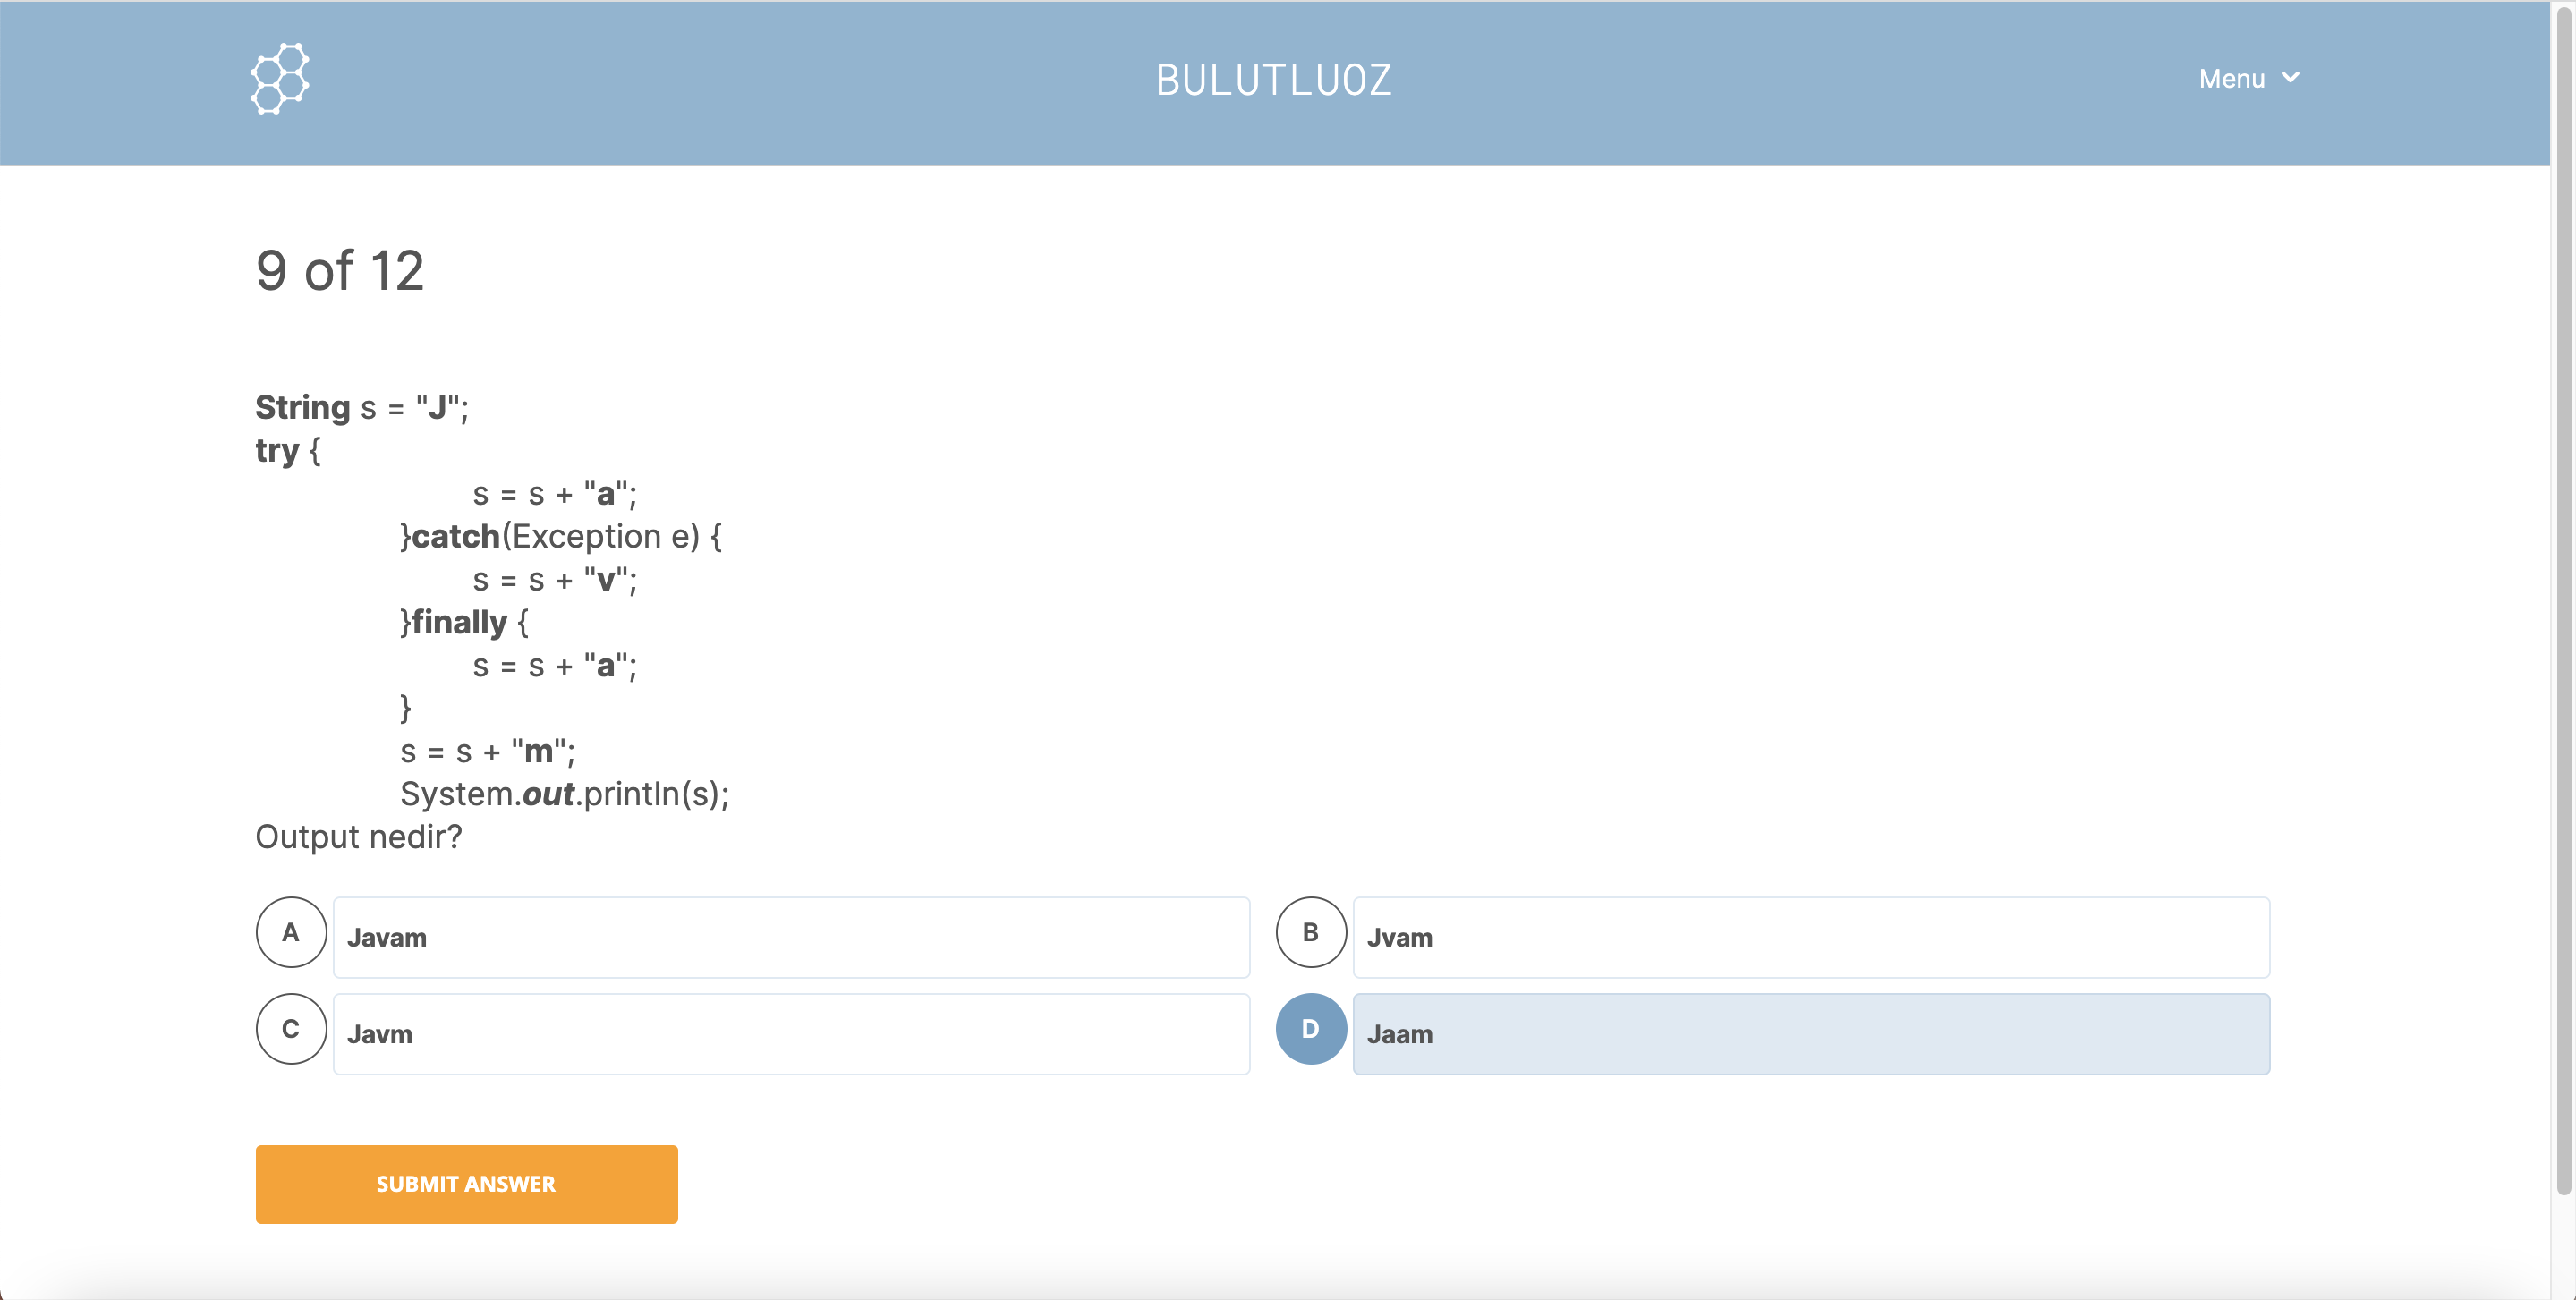 BULUTLUOZ
Menu
9 of 12
String s = "J";
try {
s = s + "a";
}catch(Exception e) {
s = s + "v";
}finally {
s = s + "a";
}
s = s + "m";
System.out.println(s);
Output nedir?
A Javam
B Jvam
C Javm
D Jaam
SUBMIT ANSWER